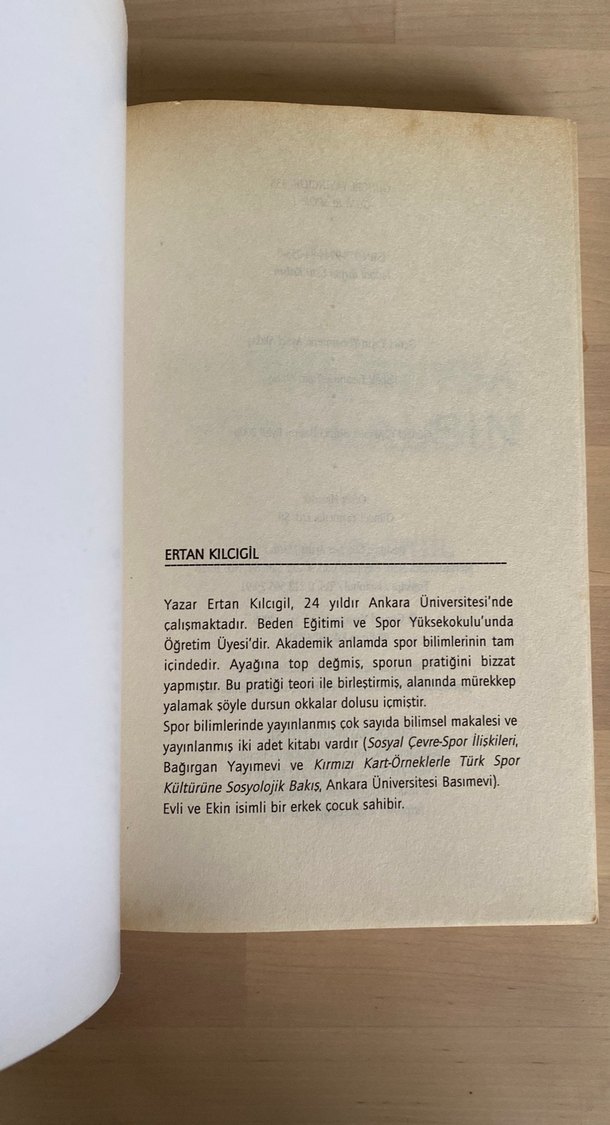 ERTAN KILCIGİL
Yazar Ertan Kılcıgil, 24 yıldır Ankara Üniversitesi'nde
çalışmaktadır. Beden Eğitimi ve Spor Yüksekokulu'unda
Öğretim Üyesi'dir. Akademik anlamda spor bilimlerinin tam
içindedir. Ayağına top değmiş, sporun pratiğini bizzat
yapmıştır. Bu pratiği teori ile birleştirmiş, alanında mürekkep
yalamak şöyle dursun okkalar dolusu içmiştir.
Spor bilimlerinde yayınlanmış çok sayıda bilimsel makalesi ve
yayınlanmış iki adet kitabı vardır (Sosyal Çevre-Spor İlişkileri,
Bağırgan Yayımevi ve Kırmızı Kart-Örneklerle Türk Spor
Kültürüne Sosyolojik Bakış, Ankara Üniversitesi Basımevi).
Evli ve Ekin isimli bir erkek çocuk sahibir.